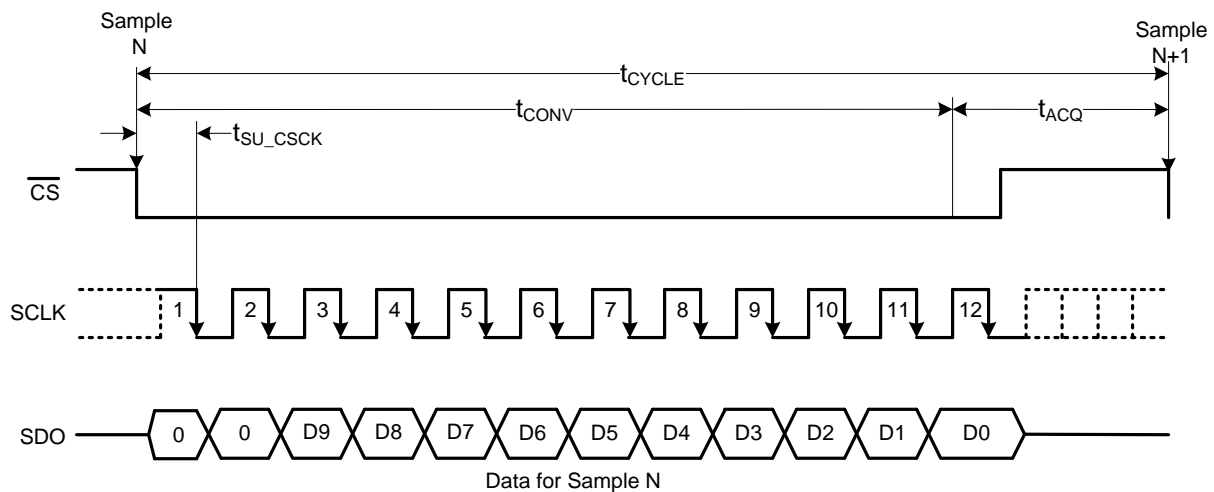 Sample
N
Sample
N+1
tCYCLE
tCONV
tACQ
tSU_CSCK
CS
SCLK
1 2 3 4 5 6 7 8 9 10 11 12
SDO
0 0 D9 D8 D7 D6 D5 D4 D3 D2 D1 D0
Data for Sample N